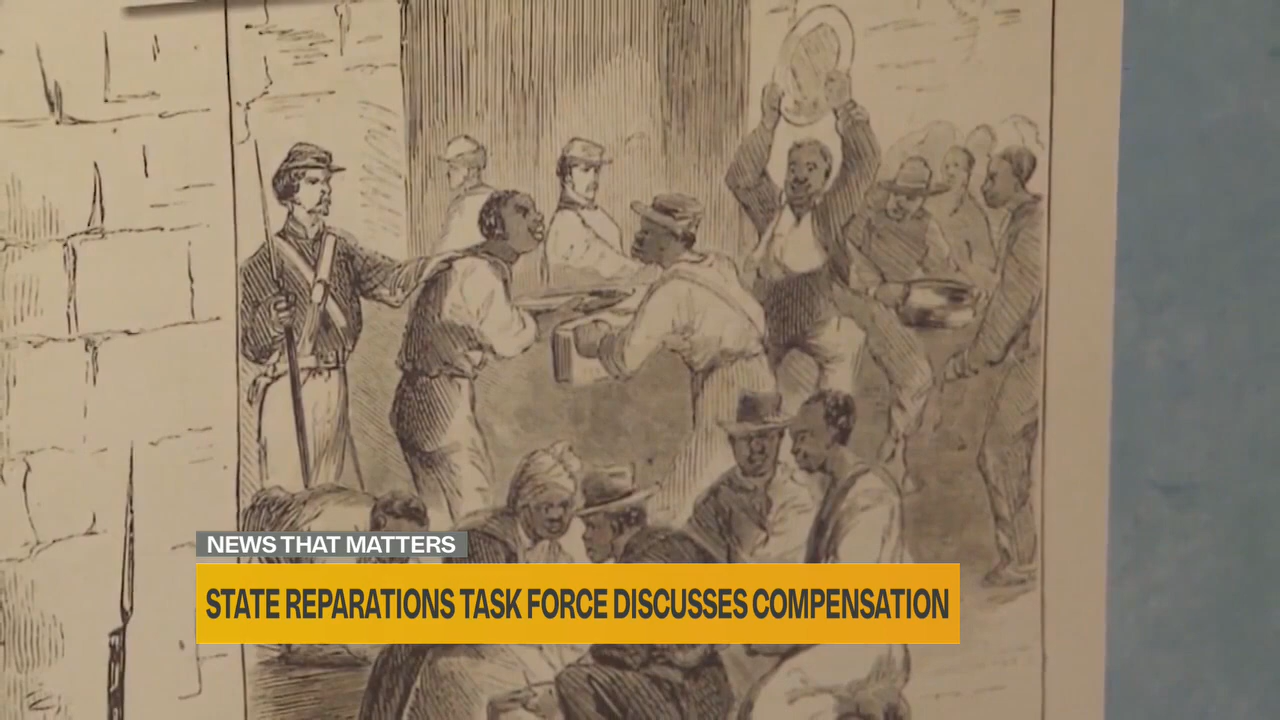 NEWS THAT MATTERS
STATE REPARATIONS TASK FORCE DISCUSSES COMPENSATION